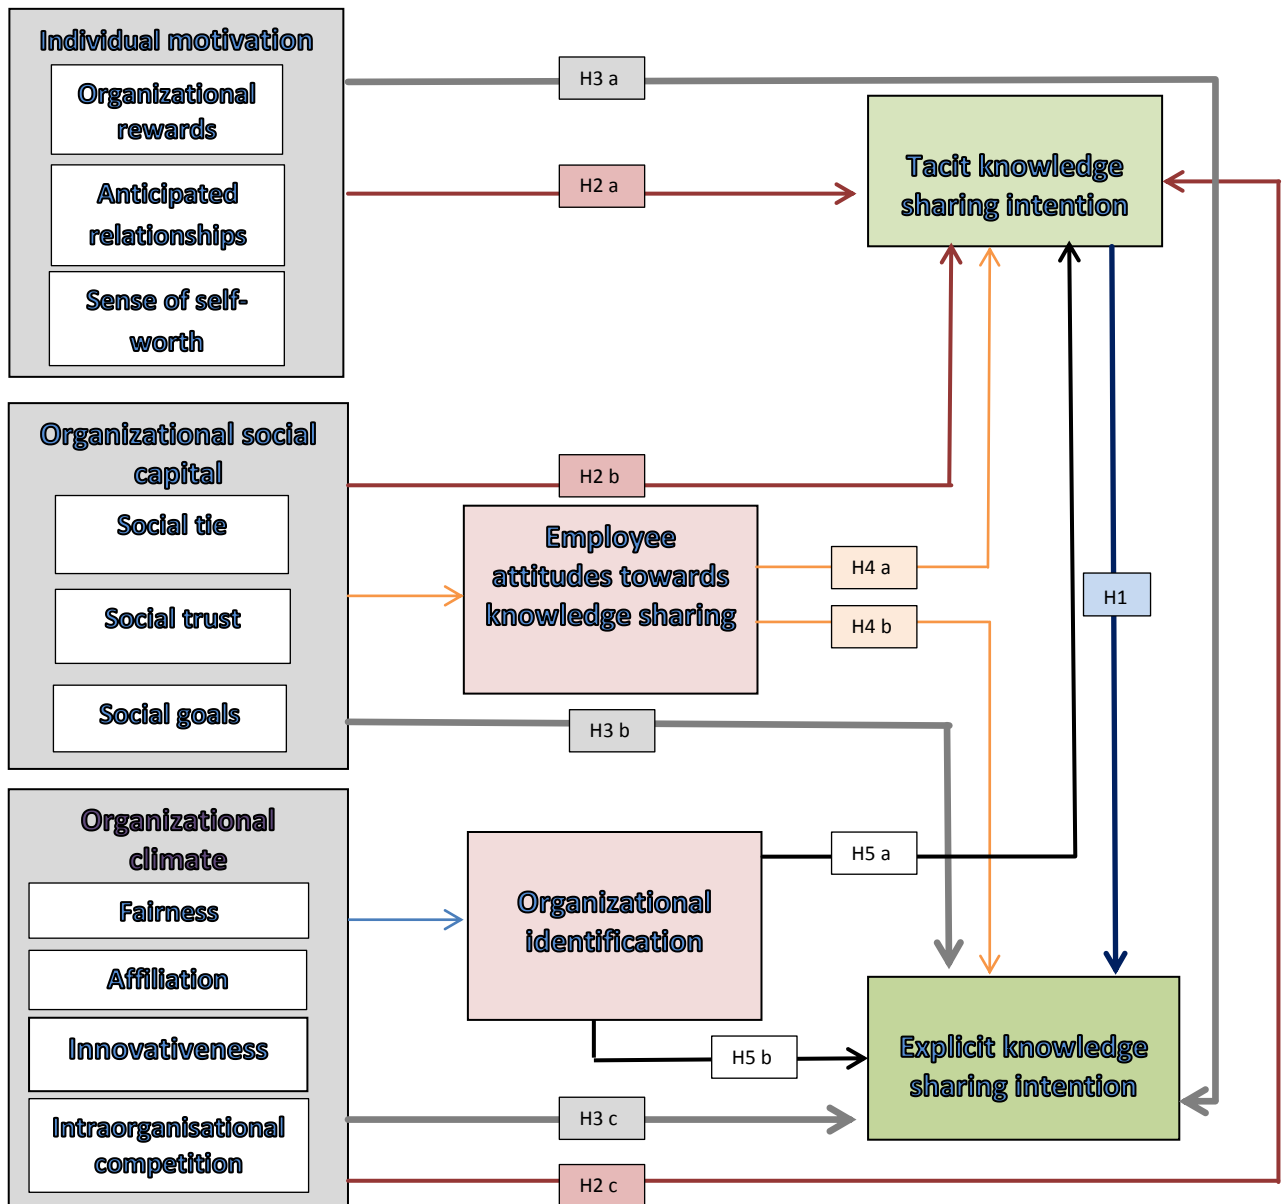 Individual motivation
Organizational
rewards
Anticipated
relationships
Sense of self-
worth
H3 a
H2 a
Tacit knowledge
sharing intention
Organizational social
capital
Social tie
Social trust
Social goals
H2 b
Employee
attitudes towards
knowledge sharing
H4 a
H4 b
H1
H3 b
Organizational
climate
Fairness
Affiliation
Innovativeness
Intraorganisational
competition
Organizational
identification
H5 a
H5 b
H3 c
H2 c
Explicit knowledge
sharing intention